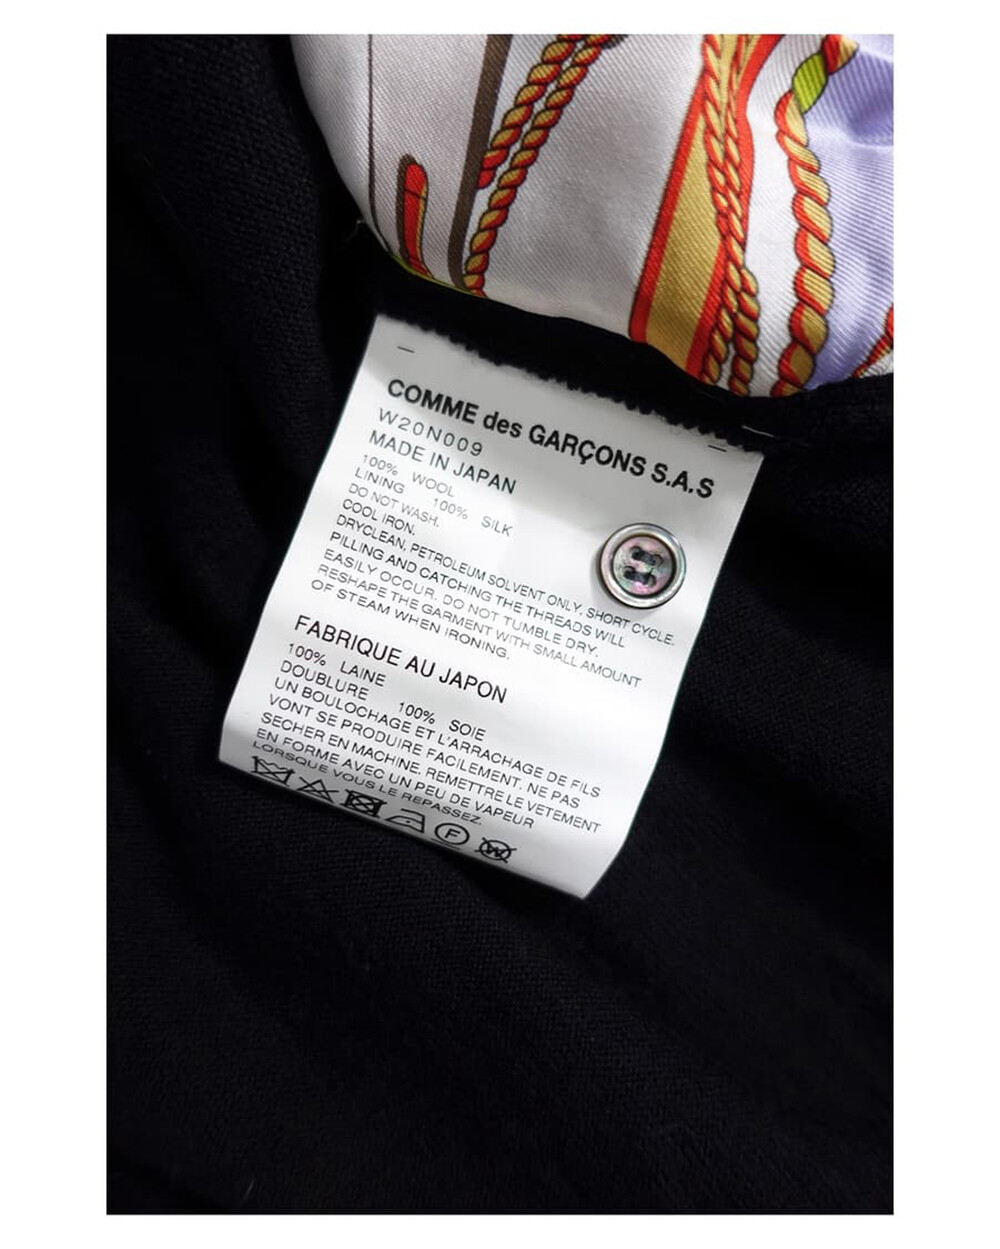 COMME des GARÇONS S.A.S
W20N009
MADE IN JAPAN
100% WOOL
LINING 100% SILK
DO NOT WASH.
COOL IRON.
DRYCLEAN, PETROLEUM SOLVENT ONLY, SHORT CYCLE.
PILLING AND CATCHING THE THREADS WILL
EASILY OCCUR. DO NOT TUMBLE DRY.
RESHAPE THE GARMENT WITH SMALL AMOUNT
OF STEAM WHEN IRONING.
FABRIQUE AU JAPON
100% LAINE
DOUBLURE 100% SOIE
UN BOULOCHAGE ET L'ARRACHAGE DE FILS
VONT SE PRODUIRE FACILEMENT. NE PAS
SECHER EN MACHINE. REMETTRE LE VETEMENT
EN FORME AVEC UN PEU DE VAPEUR
LORSQUE VOUS LE REPASSEZ.
F
W